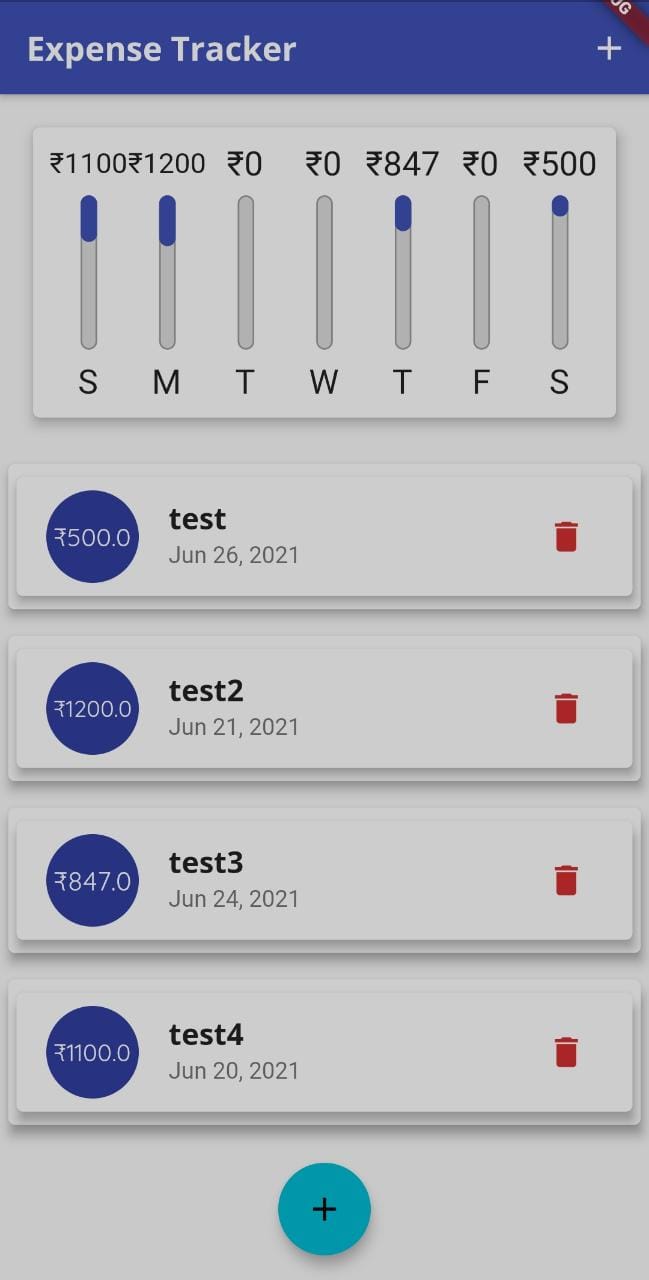 Expense Tracker
₹1100 ₹1200 ₹0 ₹0 ₹847 ₹0 ₹500
S M T W T F S
₹500.0
test
Jun 26, 2021
₹1200.0
test2
Jun 21, 2021
₹847.0
test3
Jun 24, 2021
₹1100.0
test4
Jun 20, 2021